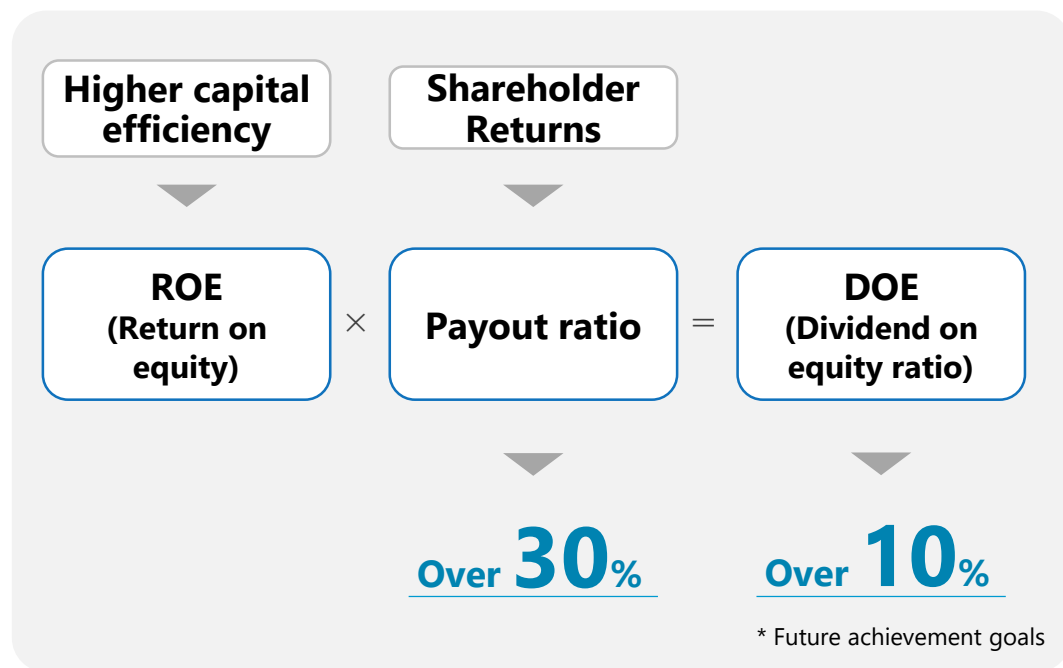 Higher capital
efficiency
Shareholder
Returns
ROE
(Return on
equity)
×
Payout ratio
=
DOE
(Dividend on
equity ratio)
Over 30%
Over 10%
* Future achievement goals